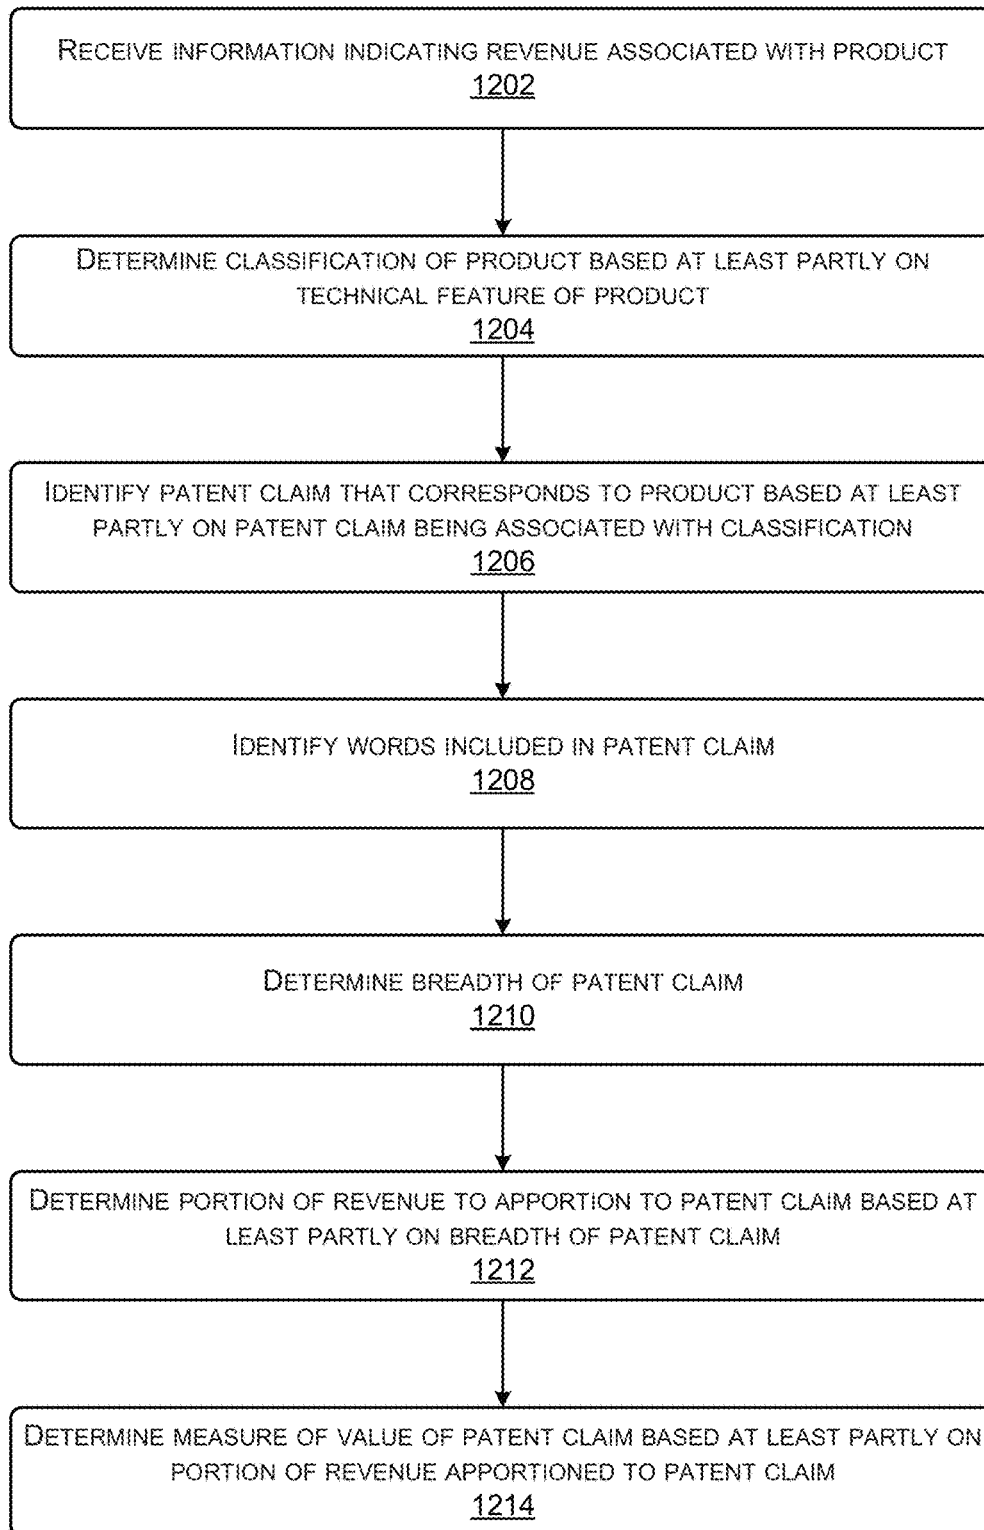 RECEIVE INFORMATION INDICATING REVENUE ASSOCIATED WITH PRODUCT
1202
DETERMINE CLASSIFICATION OF PRODUCT BASED AT LEAST PARTLY ON
TECHNICAL FEATURE OF PRODUCT
1204
IDENTIFY PATENT CLAIM THAT CORRESPONDS TO PRODUCT BASED AT LEAST
PARTLY ON PATENT CLAIM BEING ASSOCIATED WITH CLASSIFICATION
1206
IDENTIFY WORDS INCLUDED IN PATENT CLAIM
1208
DETERMINE BREADTH OF PATENT CLAIM
1210
DETERMINE PORTION OF REVENUE TO APPORTION TO PATENT CLAIM BASED AT
LEAST PARTLY ON BREADTH OF PATENT CLAIM
1212
DETERMINE MEASURE OF VALUE OF PATENT CLAIM BASED AT LEAST PARTLY ON
PORTION OF REVENUE APPORTIONED TO PATENT CLAIM
1214